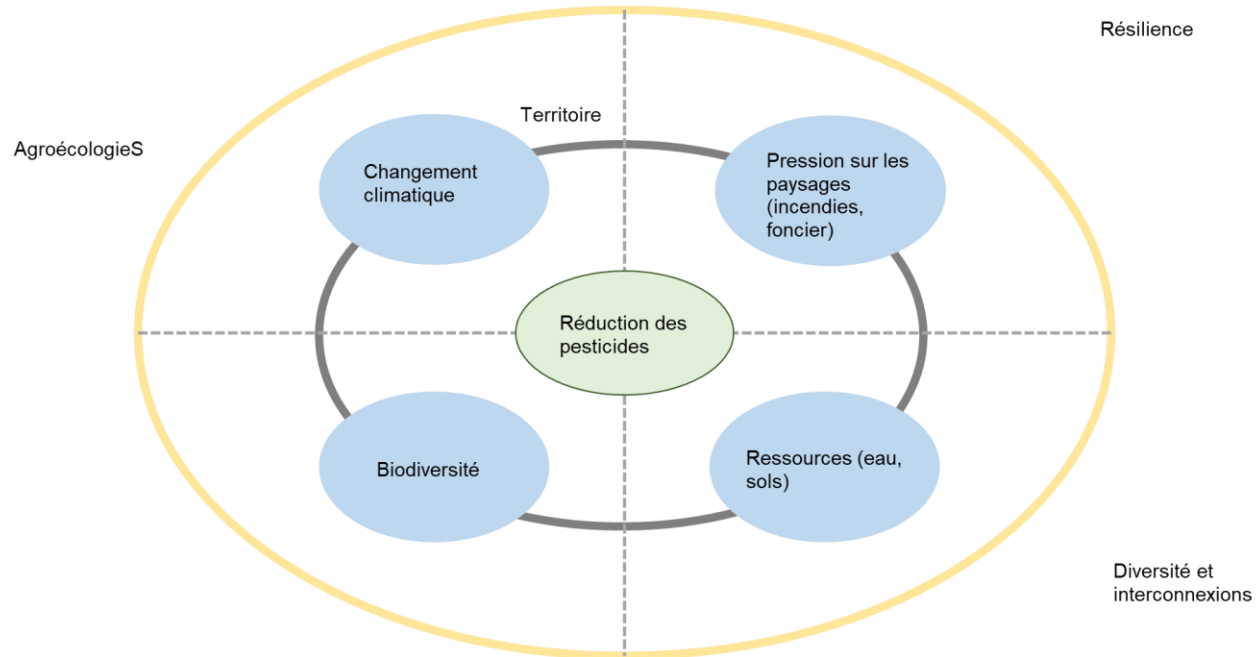 Résilience
Territoire
AgroécologieS
Changement
climatique
Pression sur les
paysages
(incendies,
foncier)
Réduction des
pesticides
Biodiversité
Ressources (eau,
sols)
Diversité et
interconnexions